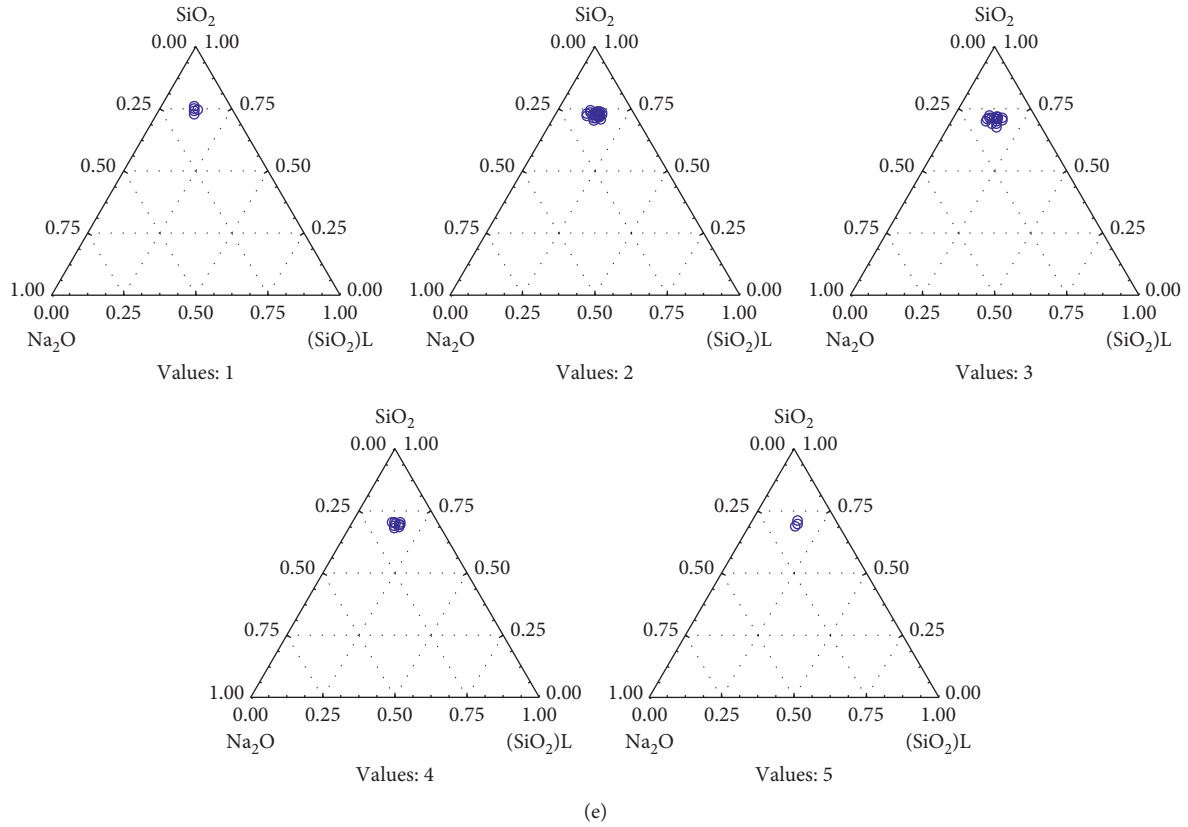 SiO₂ SiO₂ SiO₂
0.00 1.00 0.00 1.00 0.00 1.00
0.25 0.75 0.25 0.75 0.25 0.75
0.50 0.50 0.50 0.50 0.50 0.50
0.75 0.25 0.75 0.25 0.75 0.25
1.00 0.00 1.00 0.00 1.00 0.00
0.00 0.25 0.50 0.75 1.00 0.00 0.25 0.50 0.75 1.00 0.00 0.25 0.50 0.75 1.00
Na₂O (SiO₂)L Na₂O (SiO₂)L Na₂O (SiO₂)L
Values: 1 Values: 2 Values: 3
SiO₂ SiO₂
0.00 1.00 0.00 1.00
0.25 0.75 0.25 0.75
0.50 0.50 0.50 0.50
0.75 0.25 0.75 0.25
1.00 0.00 1.00 0.00
0.00 0.25 0.50 0.75 1.00 0.00 0.25 0.50 0.75 1.00
Na₂O (SiO₂)L Na₂O (SiO₂)L
Values: 4 Values: 5
(e)